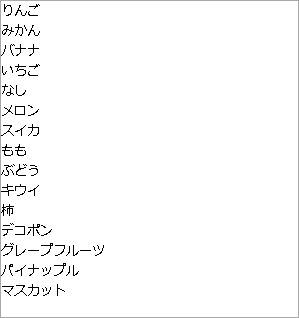 りんご
みかん
バナナ
いちご
なし
メロン
スイカ
もも
ぶどう
キウイ
柿
デコポン
グレープフルーツ
パイナップル
マスカット